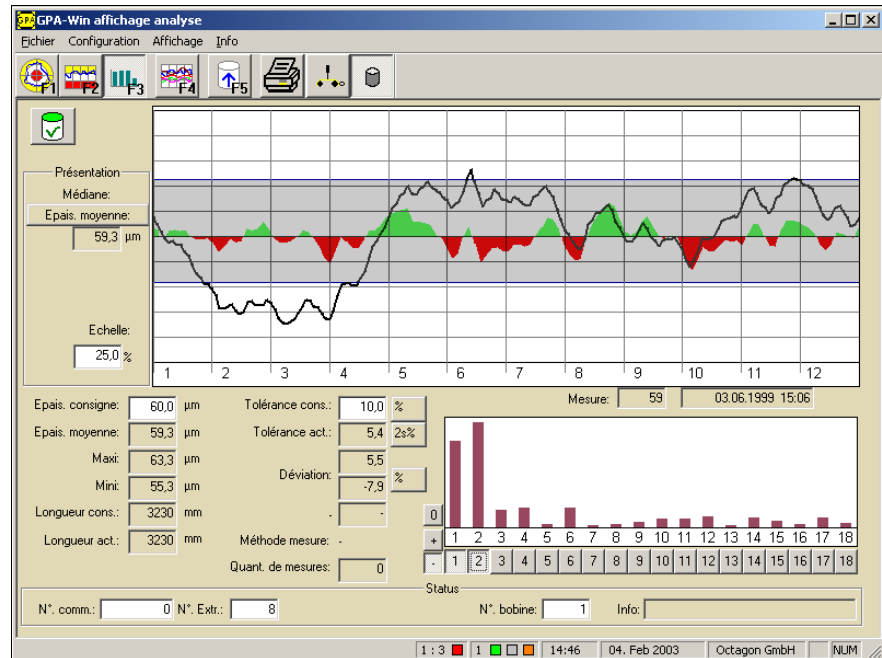 GPA GPA-Win affichage analyse
Fichier Configuration Affichage Info
F1 F2 F3 F4 F5
Présentation
Médiane:
Epais. moyenne:
59,3 µm
Echelle:
25,0 %
1 2 3 4 5 6 7 8 9 10 11 12
Mesure: 59 03.06.1999 15:06
Epais. consigne: 60,0 µm Tolérance cons.: 10,0 %
Epais. moyenne: 59,3 µm Tolérance act.: 5,4 2s%
Maxi: 63,3 µm 5,5
Déviation: %
Mini: 55,3 µm -7,9
Longueur cons.: 3230 mm - - 0
1 2 3 4 5 6 7 8 9 10 11 12 13 14 15 16 17 18
Longueur act.: 3230 mm Méthode mesure: - +
- 1 2 3 4 5 6 7 8 9 10 11 12 13 14 15 16 17 18
Quant. de mesures: 0
Status
N°. comm.: 0 N°. Extr.: 8 N°. bobine: 1 Info:
1 : 3 1 14:46 04. Feb 2003 Octagon GmbH NUM